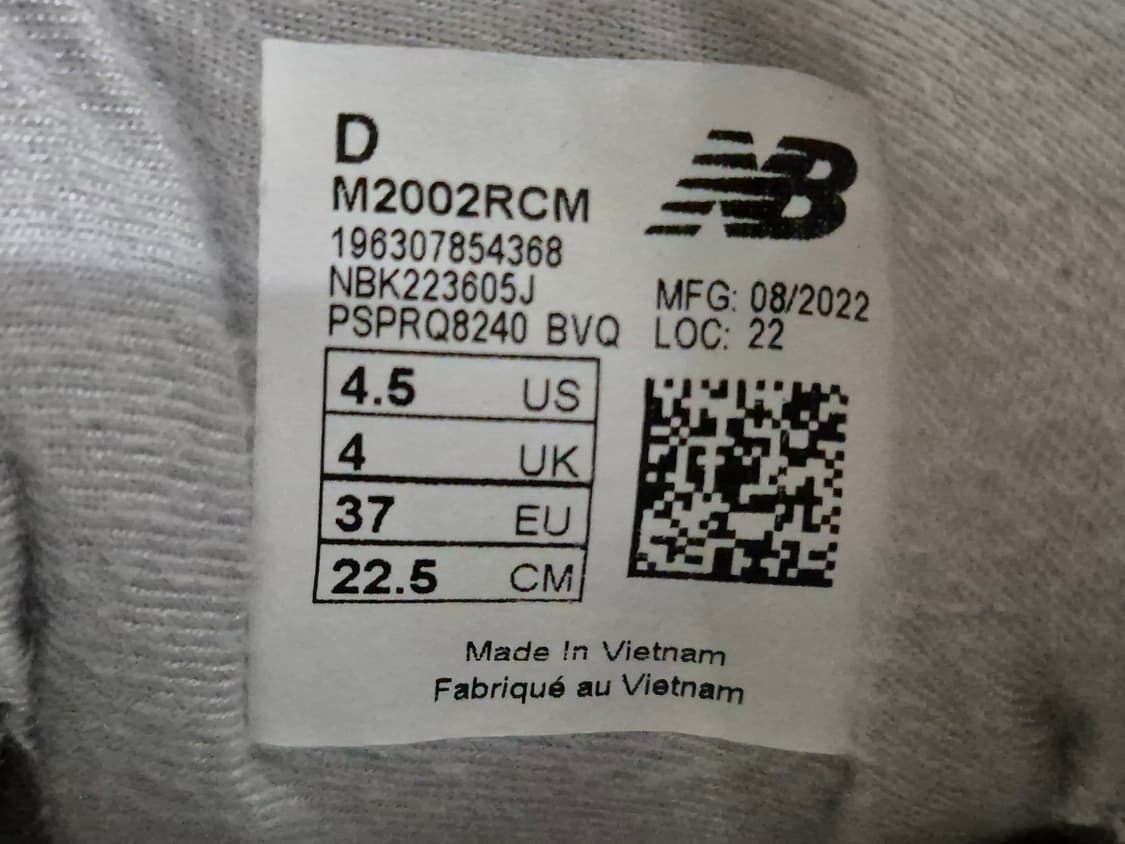 D
M2002RCM
196307854368
NBK223605J
PSPRQ8240 BVQ
NB
MFG: 08/2022
LOC: 22
4.5 US
4 UK
37 EU
22.5 CM
Made In Vietnam
Fabriqué au Vietnam